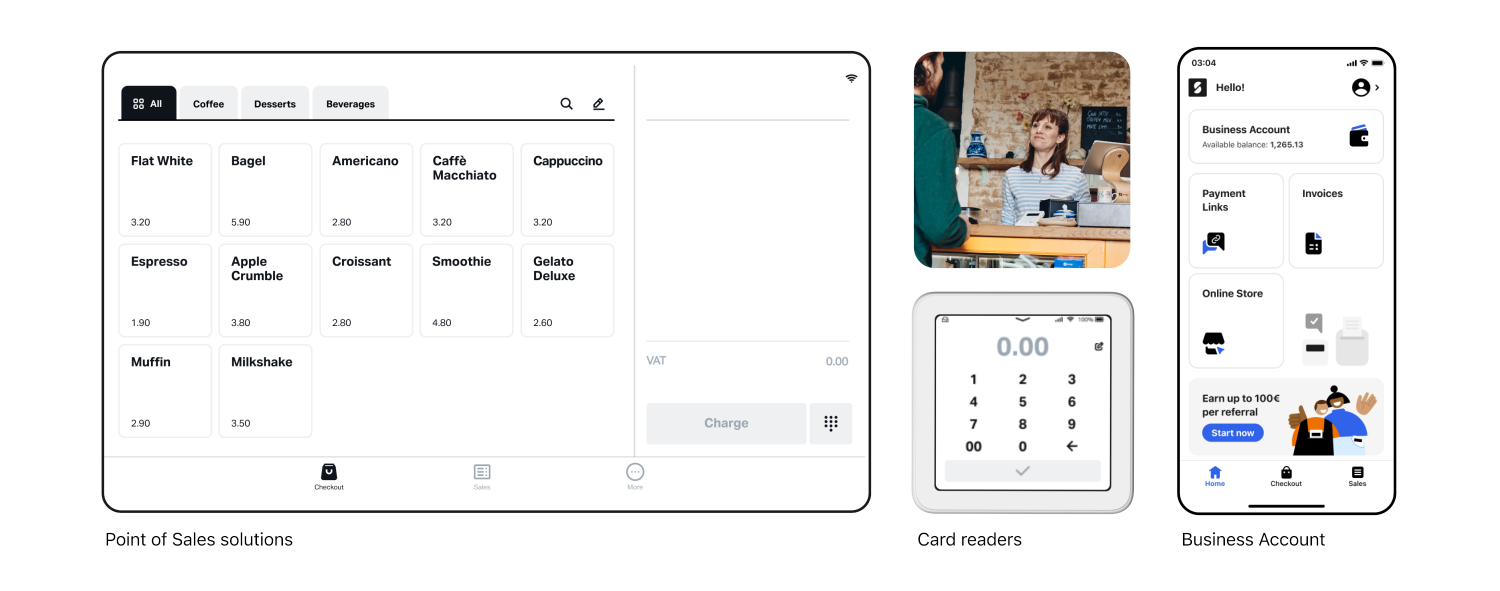 All
Coffee
Desserts
Beverages
Flat White
3.20
Bagel
5.90
Americano
2.80
Caffè
Macchiato
3.20
Cappuccino
3.20
Espresso
1.90
Apple
Crumble
3.80
Croissant
2.80
Smoothie
4.80
Gelato
Deluxe
2.60
Muffin
2.90
Milkshake
3.50
VAT 0.00
Charge
Checkout
Sales
More
Point of Sales solutions
100%
0.00
1 2 3
4 5 6
7 8 9
00 0
Card readers
03:04
Hello!
Business Account
Available balance: 1,265.13
Payment
Links
Invoices
Online Store
Earn up to 100€
per referral
Start now
Home
Checkout
Sales
Business Account